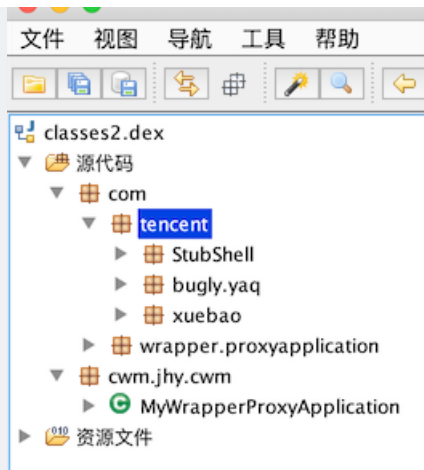 文件 视图 导航 工具 帮助
classes2.dex
源代码
com
tencent
StubShell
bugly.yaq
xuebao
wrapper.proxyapplication
cwm.jhy.cwm
C MyWrapperProxyApplication
010 资源文件